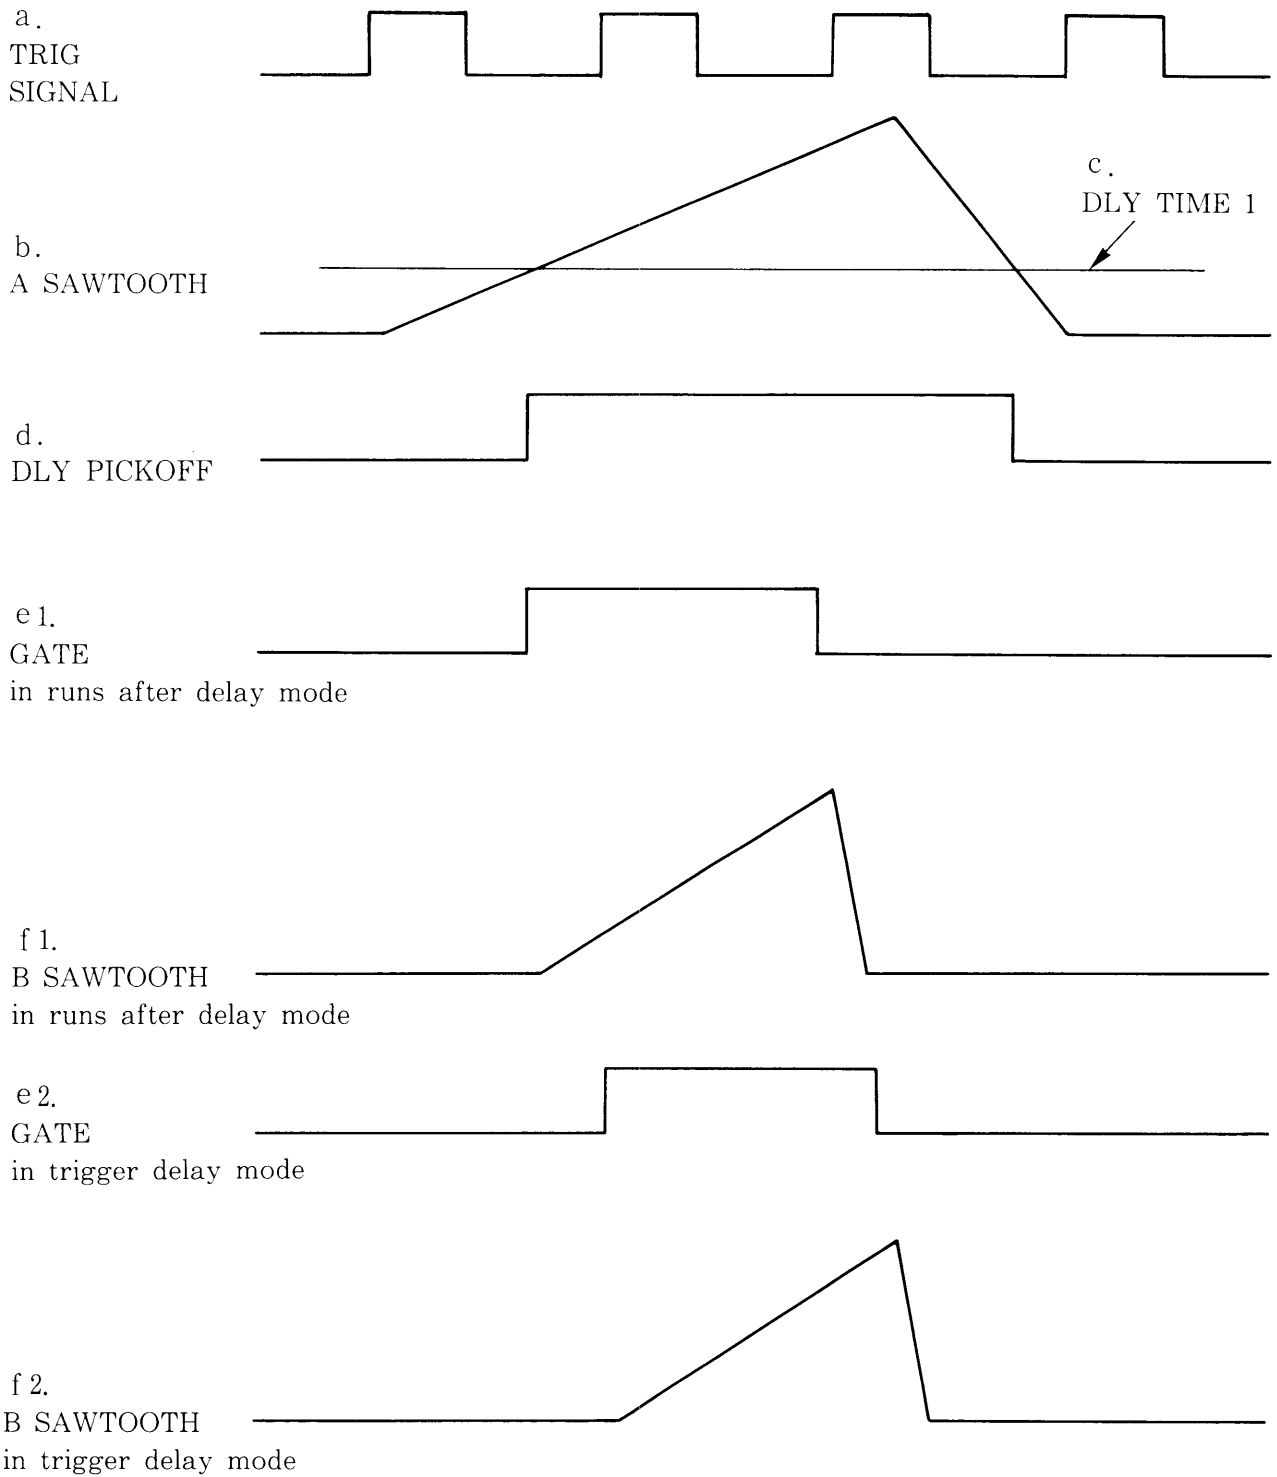 a.
TRIG
SIGNAL
c.
DLY TIME 1
b.
A SAWTOOTH
d.
DLY PICKOFF
e1.
GATE
in runs after delay mode
f1.
B SAWTOOTH
in runs after delay mode
e2.
GATE
in trigger delay mode
f2.
B SAWTOOTH
in trigger delay mode